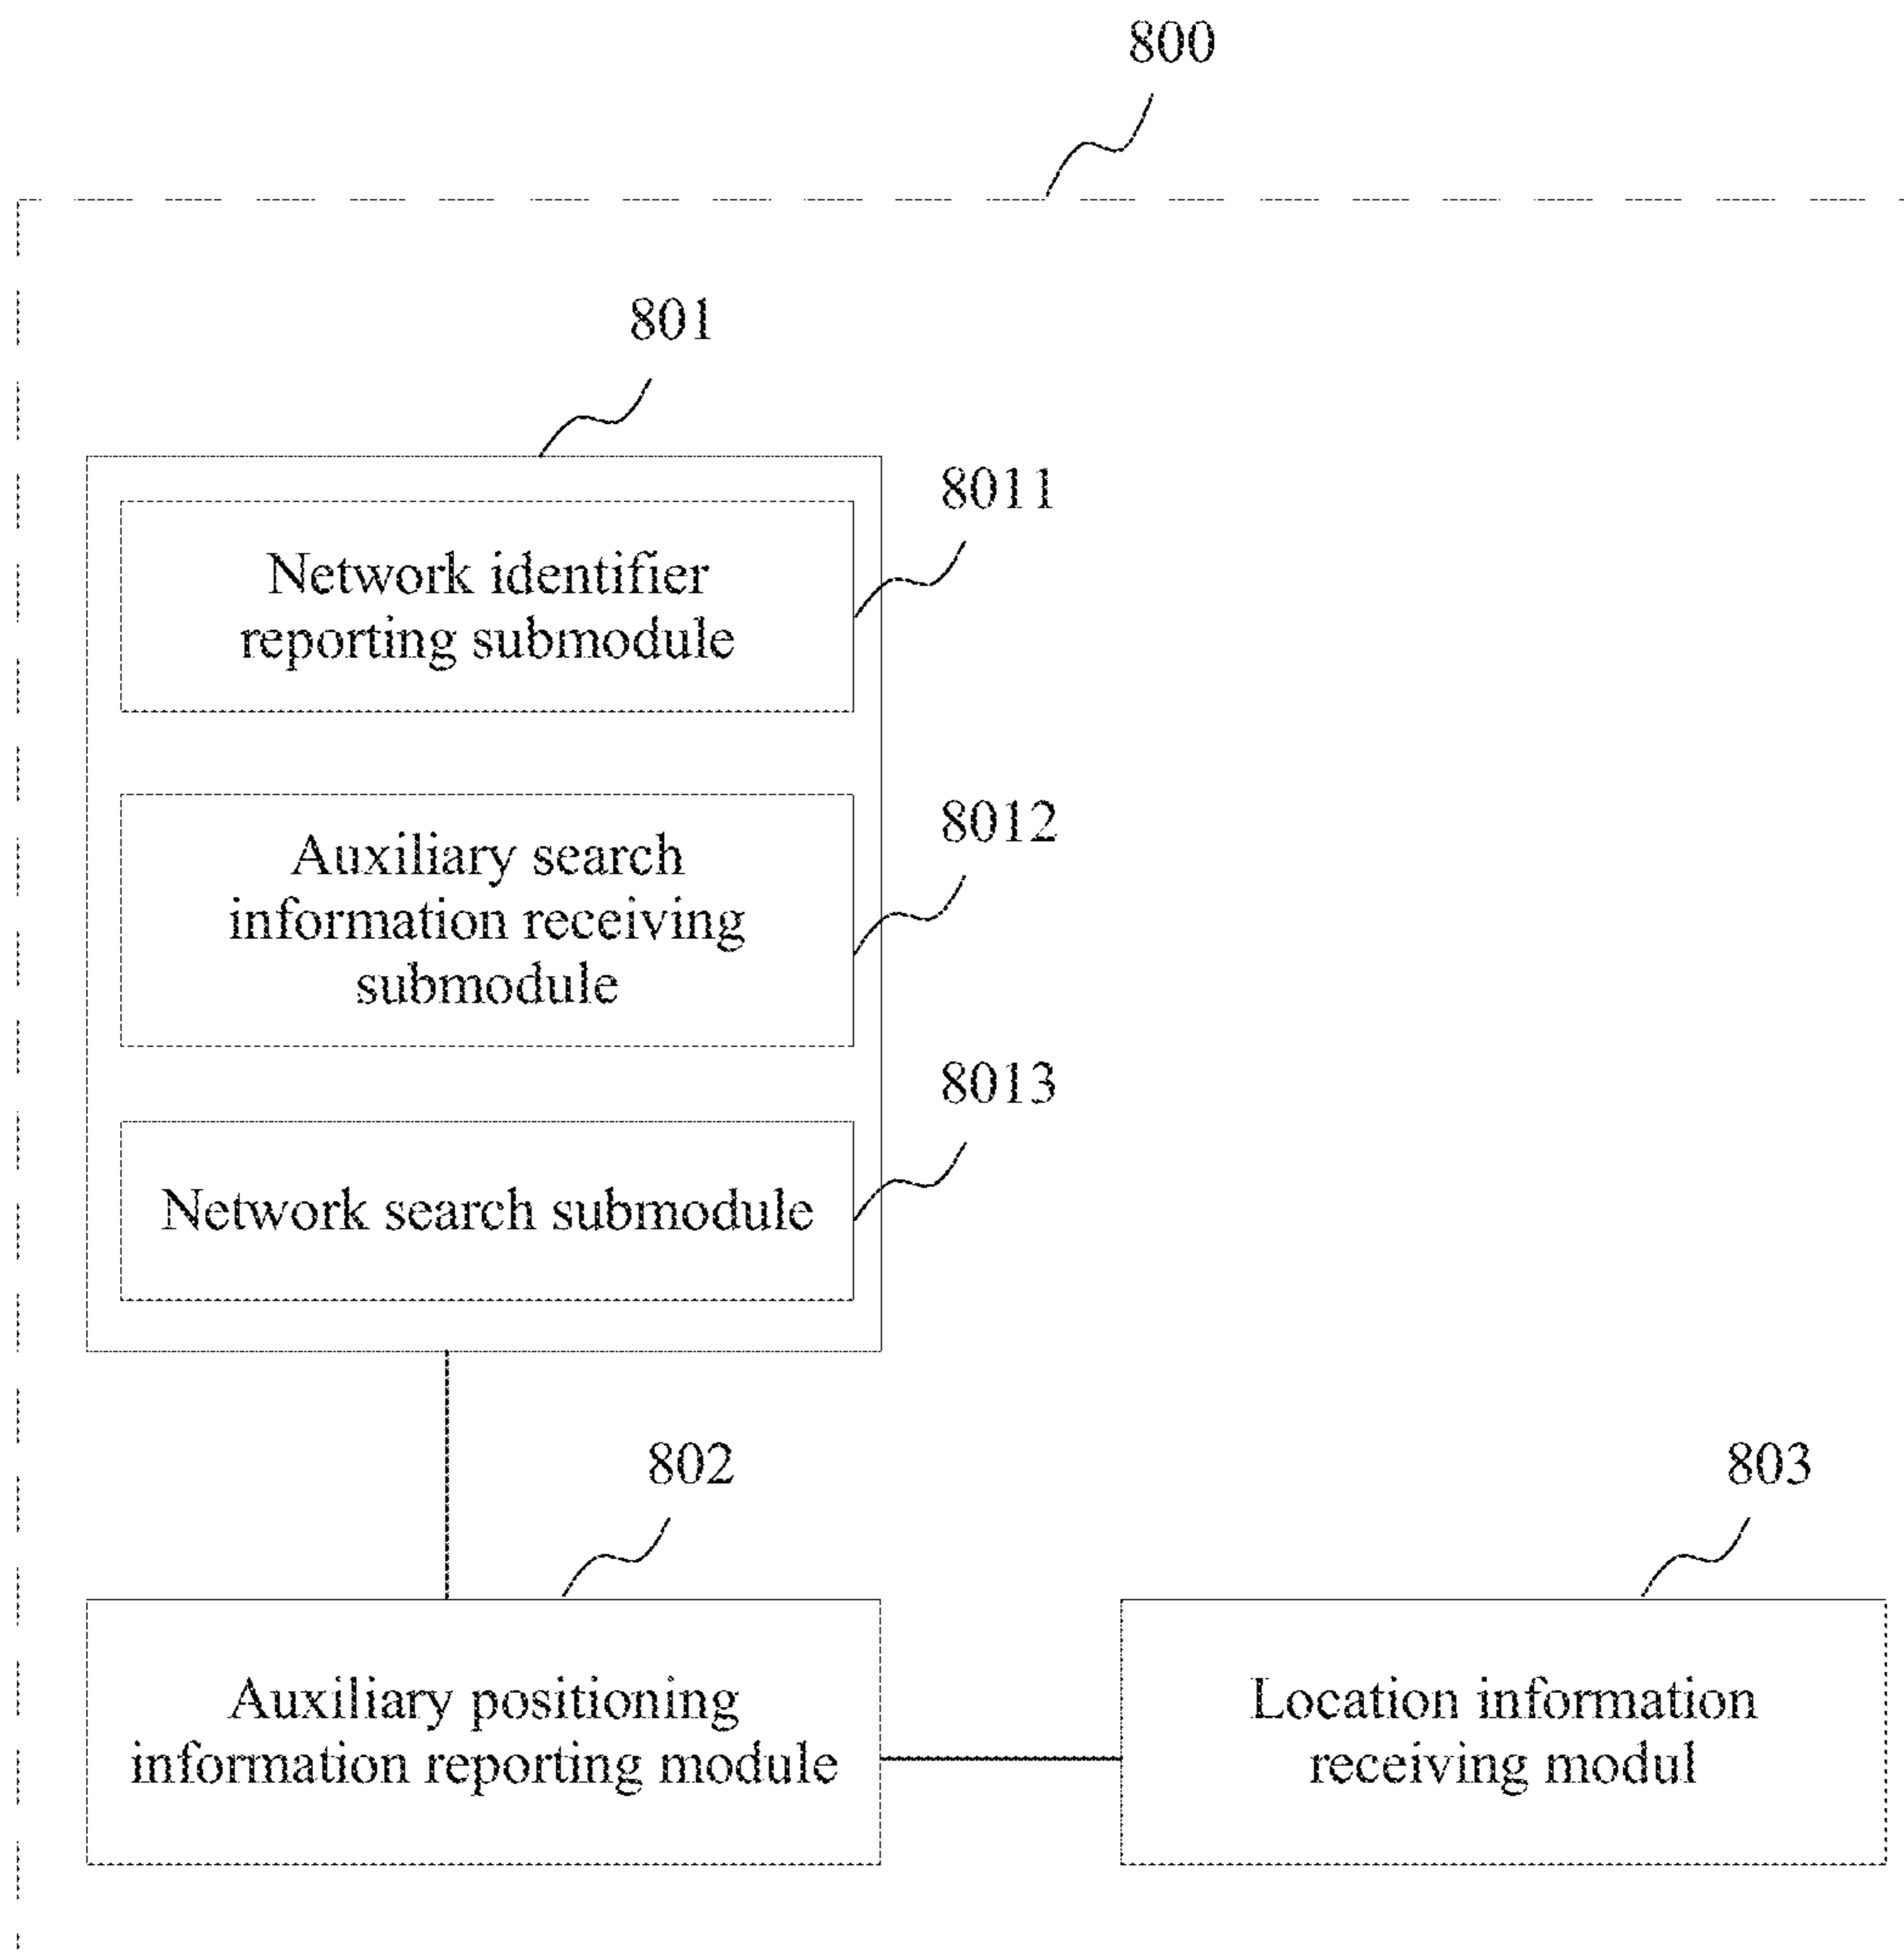 800
801
8011
Network identifier
reporting submodule
8012
Auxiliary search
information receiving
submodule
8013
Network search submodule
802
803
Auxiliary positioning
information reporting module
Location information
receiving modul